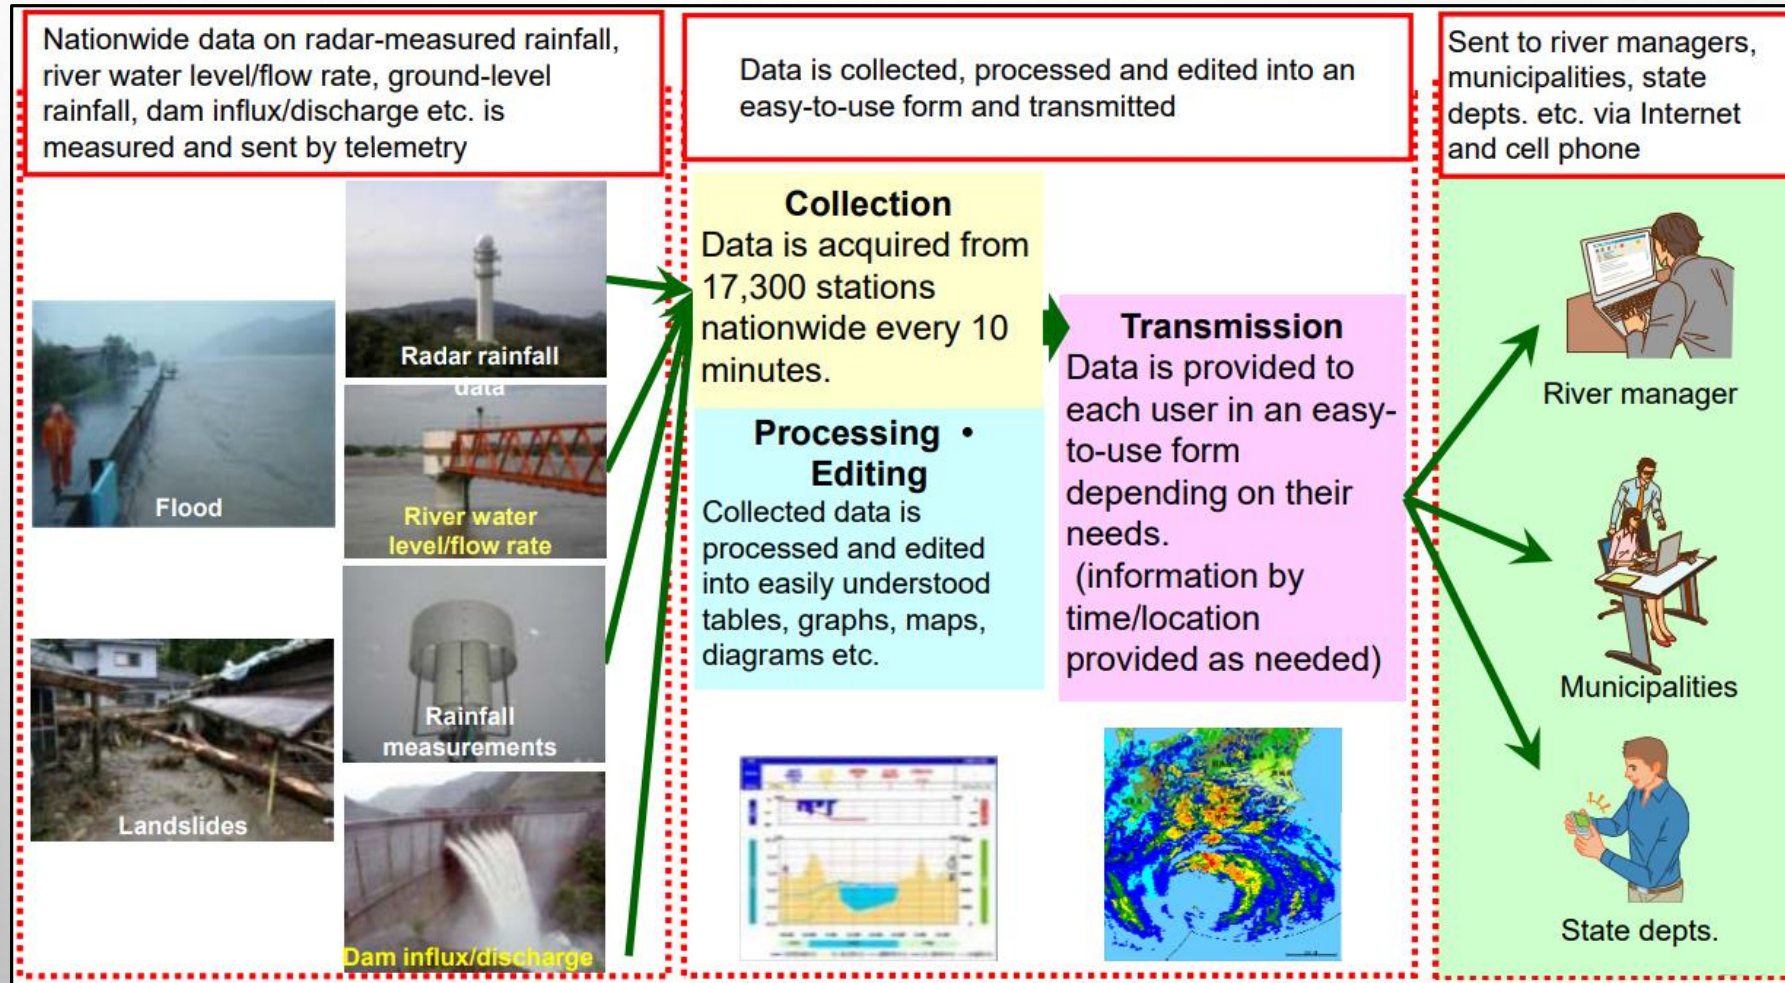 Nationwide data on radar-measured rainfall,
river water level/flow rate, ground-level
rainfall, dam influx/discharge etc. is
measured and sent by telemetry
Flood
Landslides
Radar rainfall
data
River water
level/flow rate
Rainfall
measurements
Dam influx/discharge
Data is collected, processed and edited into an
easy-to-use form and transmitted
Collection
Data is acquired from
17,300 stations
nationwide every 10
minutes.
Processing •
Editing
Collected data is
processed and edited
into easily understood
tables, graphs, maps,
diagrams etc.
Transmission
Data is provided to
each user in an easy-
to-use form
depending on their
needs.
(information by
time/location
provided as needed)
Sent to river managers,
municipalities, state
depts. etc. via Internet
and cell phone
River manager
Municipalities
State depts.